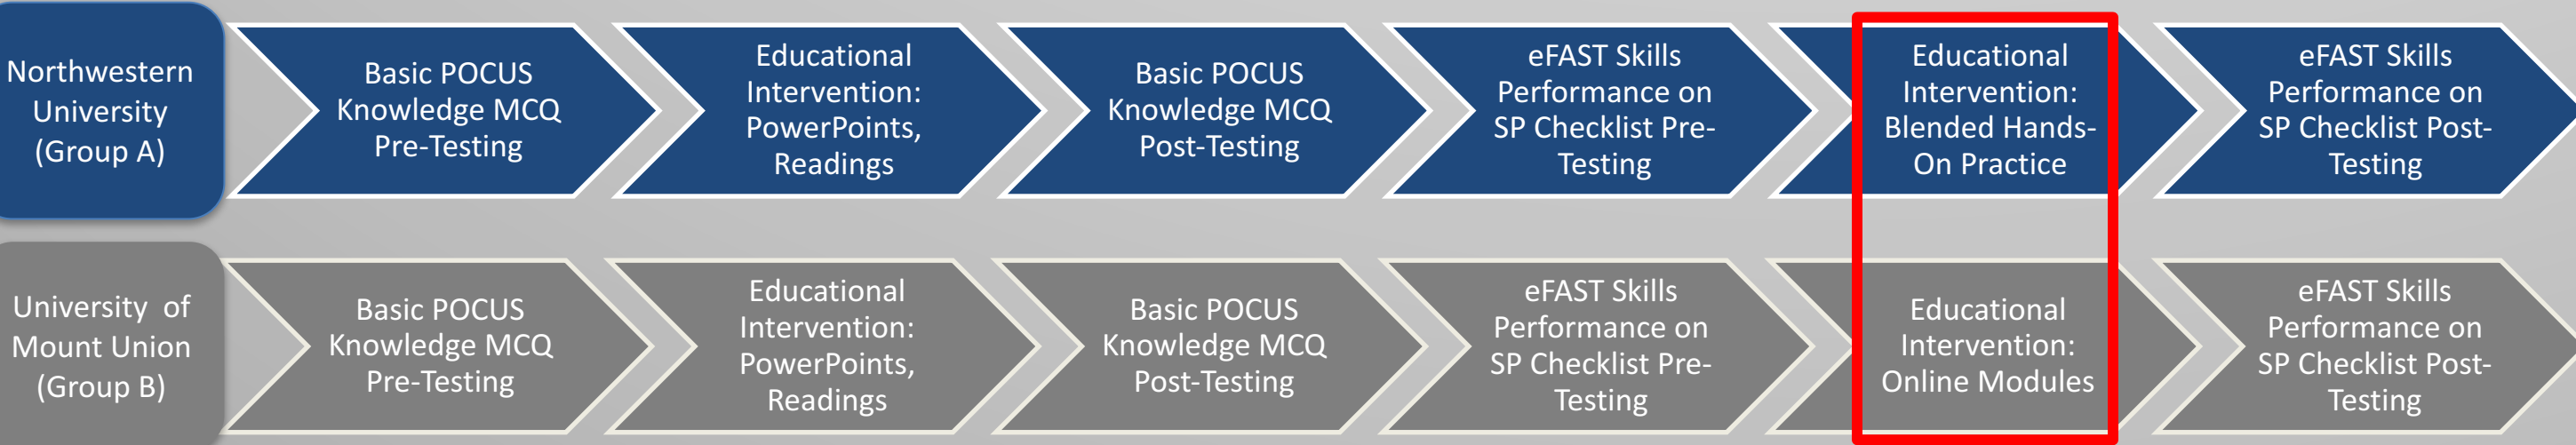 Northwestern
University
(Group A)
Basic POCUS
Knowledge MCQ
Pre-Testing
Educational
Intervention:
PowerPoints,
Readings
Basic POCUS
Knowledge MCQ
Post-Testing
eFAST Skills
Performance on
SP Checklist Pre-
Testing
Educational
Intervention:
Blended Hands-
On Practice
eFAST Skills
Performance on
SP Checklist Post-
Testing
University of
Mount Union
(Group B)
Basic POCUS
Knowledge MCQ
Pre-Testing
Educational
Intervention:
PowerPoints,
Readings
Basic POCUS
Knowledge MCQ
Post-Testing
eFAST Skills
Performance on
SP Checklist Pre-
Testing
Educational
Intervention:
Online Modules
eFAST Skills
Performance on
SP Checklist Post-
Testing